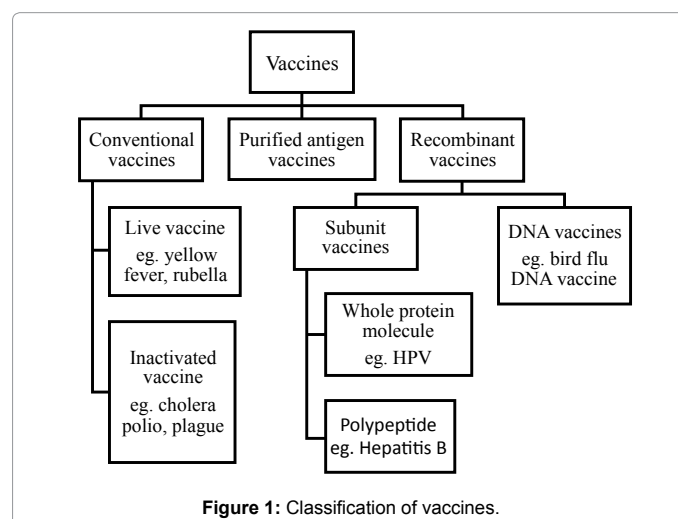 Vaccines
Conventional
vaccines
Purified antigen
vaccines
Recombinant
vaccines
Live vaccine
eg. yellow
fever, rubella
Inactivated
vaccine
eg. cholera
polio, plague
Subunit
vaccines
Whole protein
molecule
eg. HPV
Polypeptide
eg. Hepatitis B
DNA vaccines
eg. bird flu
DNA vaccine
Figure 1: Classification of vaccines.